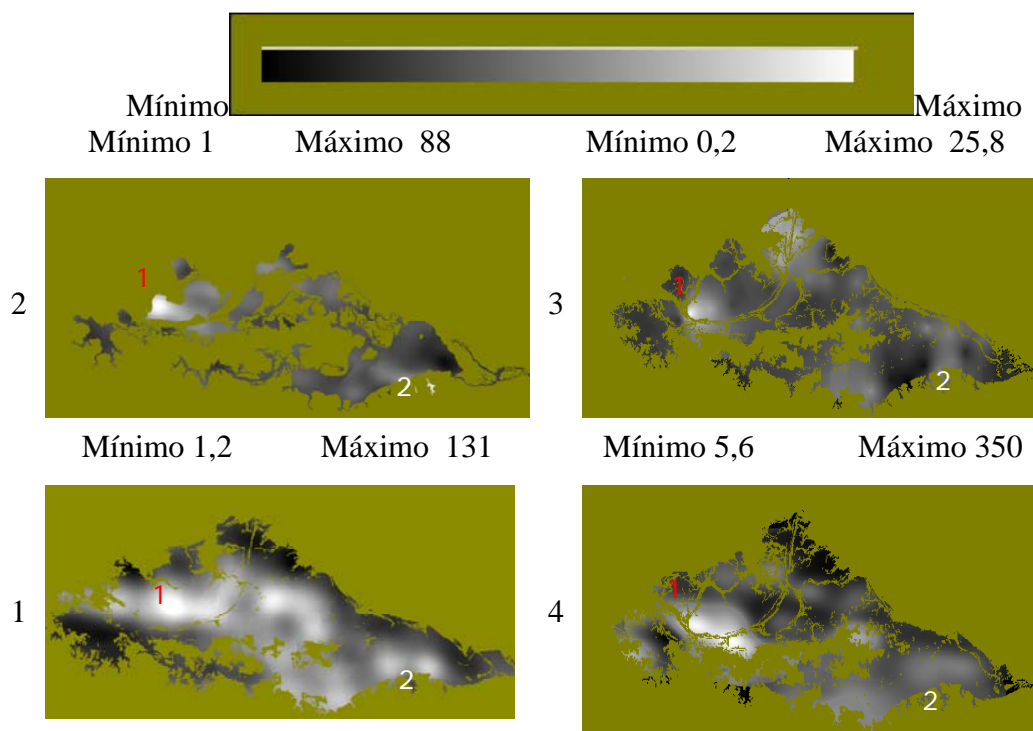 Mínimo Máximo
Mínimo 1 Máximo 88 Mínimo 0,2 Máximo 25,8
1 1
2 3
2 2
Mínimo 1,2 Máximo 131 Mínimo 5,6 Máximo 350
1 1
1 4
2 2